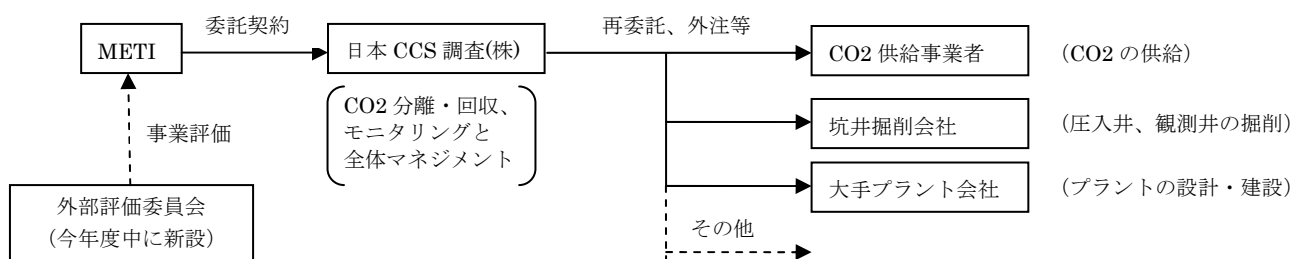 委託契約
再委託、外注等
METI
日本 CCS 調査(株)
CO2 供給事業者
(CO2 の供給)
CO2 分離・回収、
モニタリングと
全体マネジメント
事業評価
坑井掘削会社
(圧入井、観測井の掘削)
大手プラント会社
(プラントの設計・建設)
外部評価委員会
(今年度中に新設)
その他